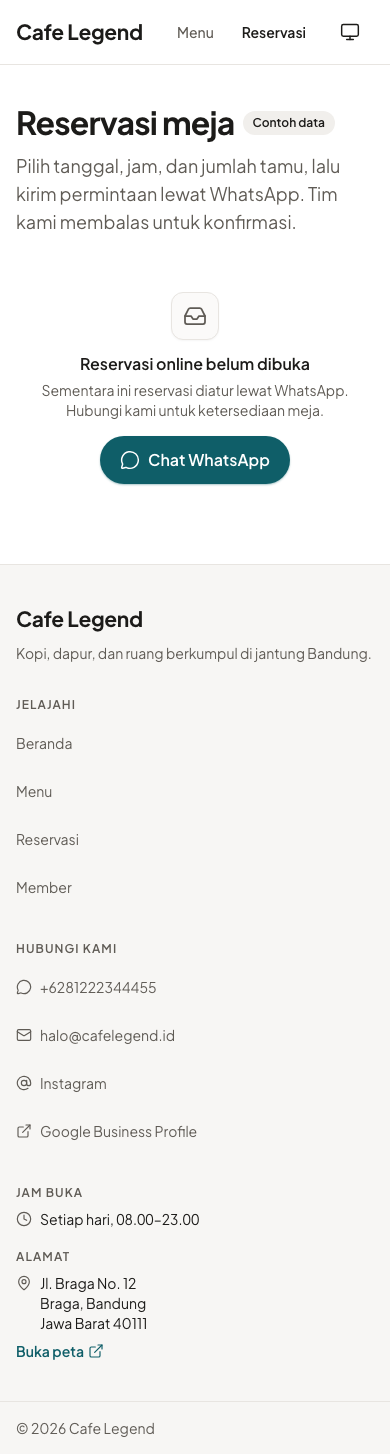 Cafe Legend
Menu
Reservasi
Reservasi meja
Contoh data
Pilih tanggal, jam, dan jumlah tamu, lalu
kirim permintaan lewat WhatsApp. Tim
kami membalas untuk konfirmasi.
Reservasi online belum dibuka
Sementara ini reservasi diatur lewat WhatsApp.
Hubungi kami untuk ketersediaan meja.
Chat WhatsApp
Cafe Legend
Kopi, dapur, dan ruang berkumpul di jantung Bandung.
JELAJAHI
Beranda
Menu
Reservasi
Member
HUBUNGI KAMI
+6281222344455
halo@cafelegend.id
Instagram
Google Business Profile
JAM BUKA
Setiap hari, 08.00–23.00
ALAMAT
Jl. Braga No. 12
Braga, Bandung
Jawa Barat 40111
Buka peta
© 2026 Cafe Legend